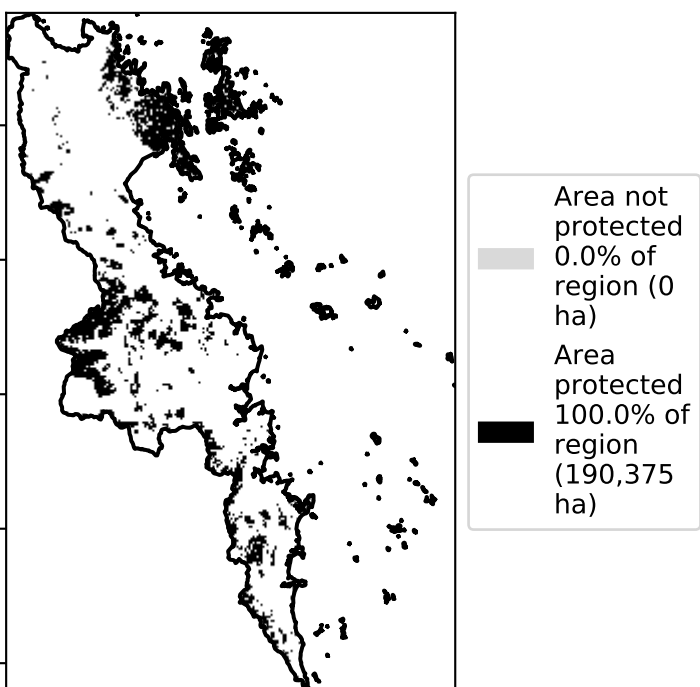 Area not
protected
0.0% of
region (0
ha)
Area
protected
100.0% of
region
(190,375
ha)